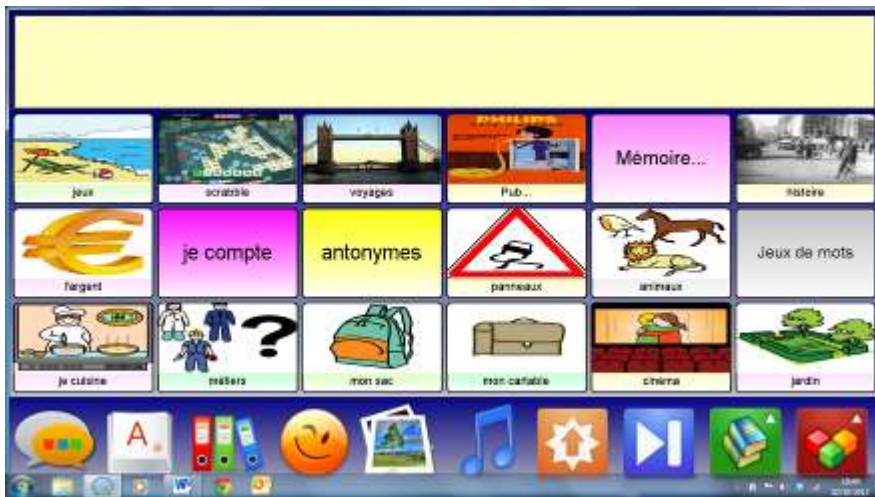 jeux
scrabble
voyages
PHILIPS
Pub...
Mémoire...
histoire
l'argent
je compte
antonymes
panneaux
animaux
Jeux de mots
je cuisine
métiers
?
mon sac
mon cartable
cinéma
jardin
A.
W